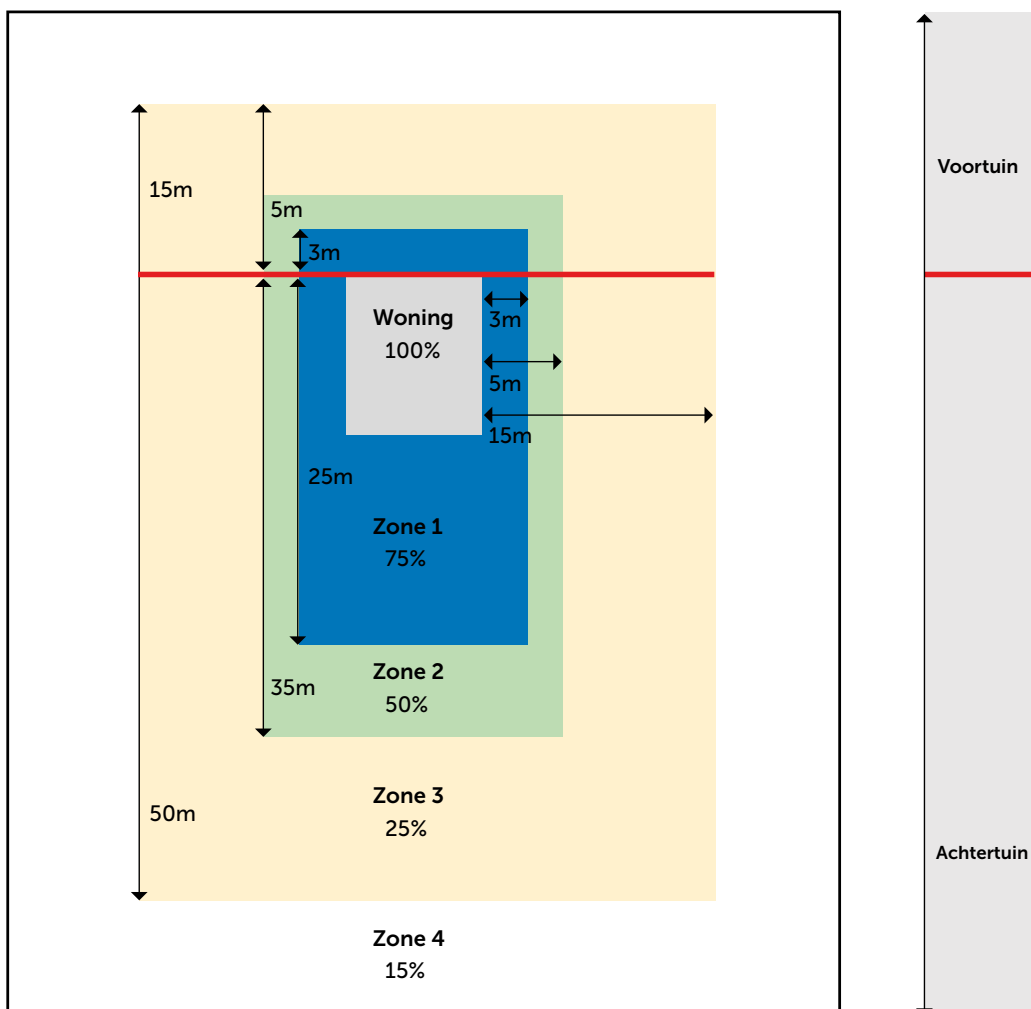 Voortuin
15m
5m
3m
Woning
100%
3m
5m
15m
25m
Zone 1
75%
Zone 2
50%
35m
Zone 3
25%
50m
Achtertuin
Zone 4
15%